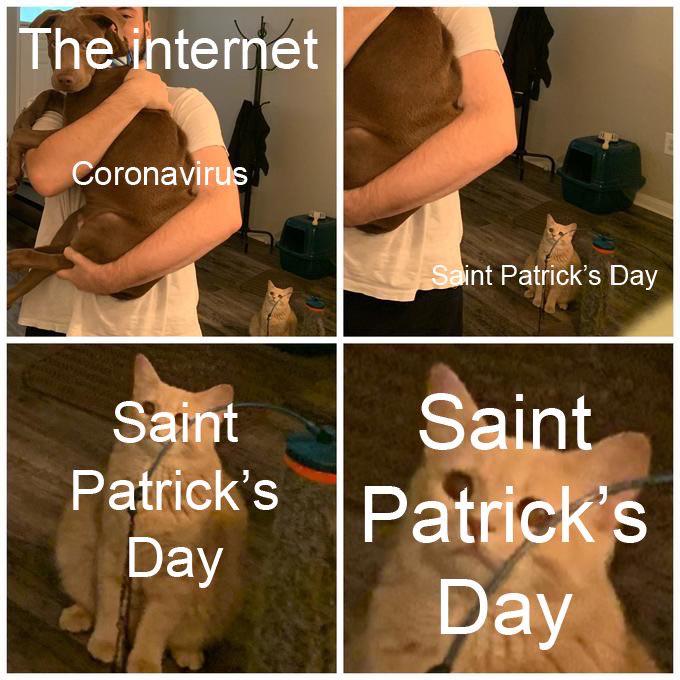 The internet
Coronavirus
Saint Patrick's Day
Saint
Patrick's
Day
Saint
Patrick's
Day